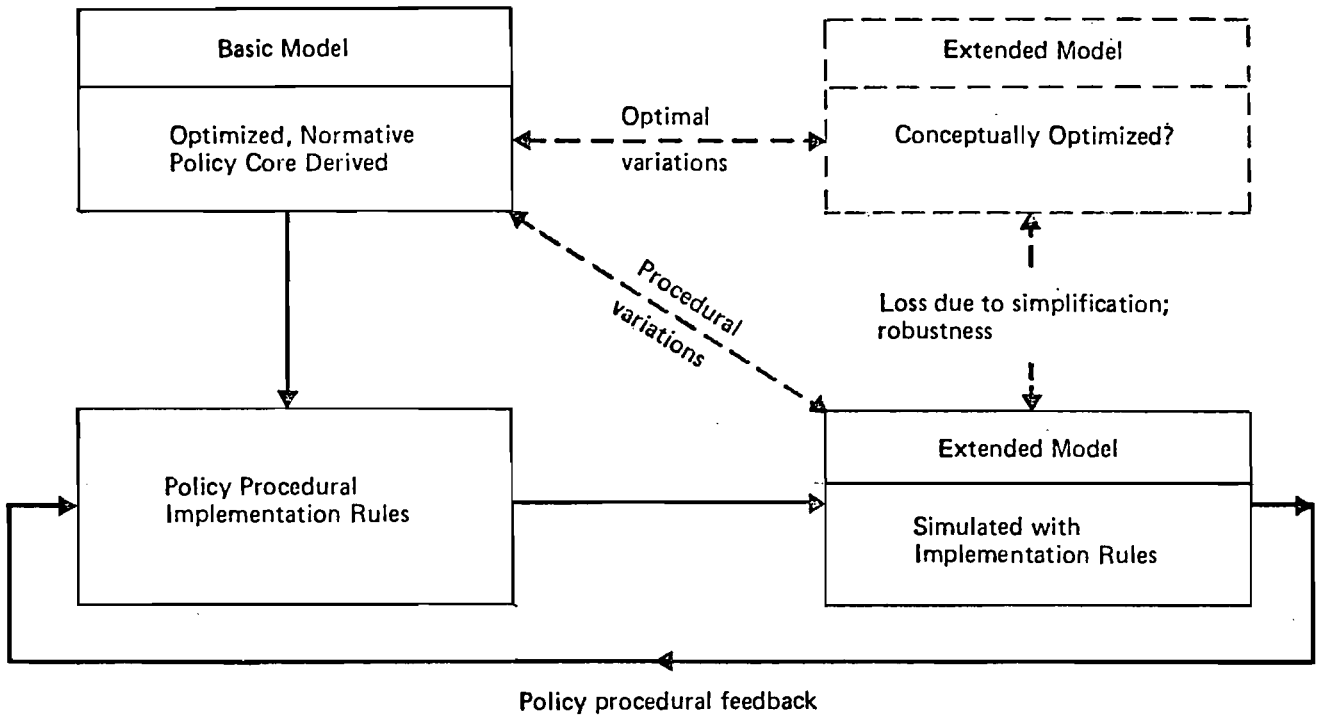 Basic Model
Extended Model
Optimized, Normative
Policy Core Derived
Optimal
variations
Conceptually Optimized?
Procedural
variations
Loss due to simplification;
robustness
Policy Procedural
Implementation Rules
Extended Model
Simulated with
Implementation Rules
Policy procedural feedback